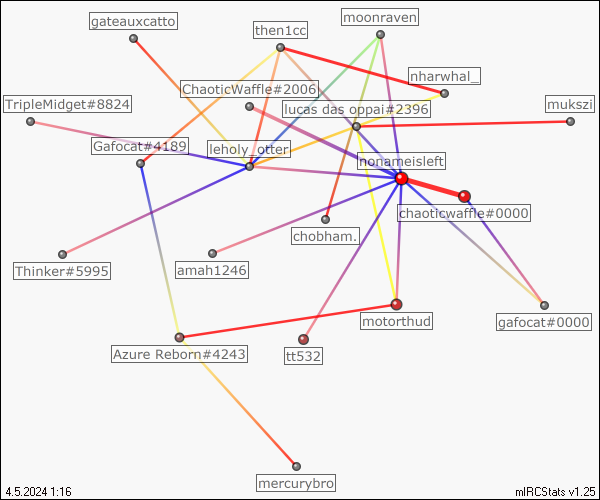 moonraven
gateauxcatto
then1cc
nharwhal_
ChaoticWaffle#2006
TripleMidget#8824
lucas das oppai#2396
mukszi
Gafocat#4189
leholy_otter
nonameisleft
chaoticwaffle#0000
chobham.
Thinker#5995
amah1246
motorthud
gafocat#0000
Azure Reborn#4243
tt532
mercurybro
4.5.2024 1:16
mIRCStats v1.25